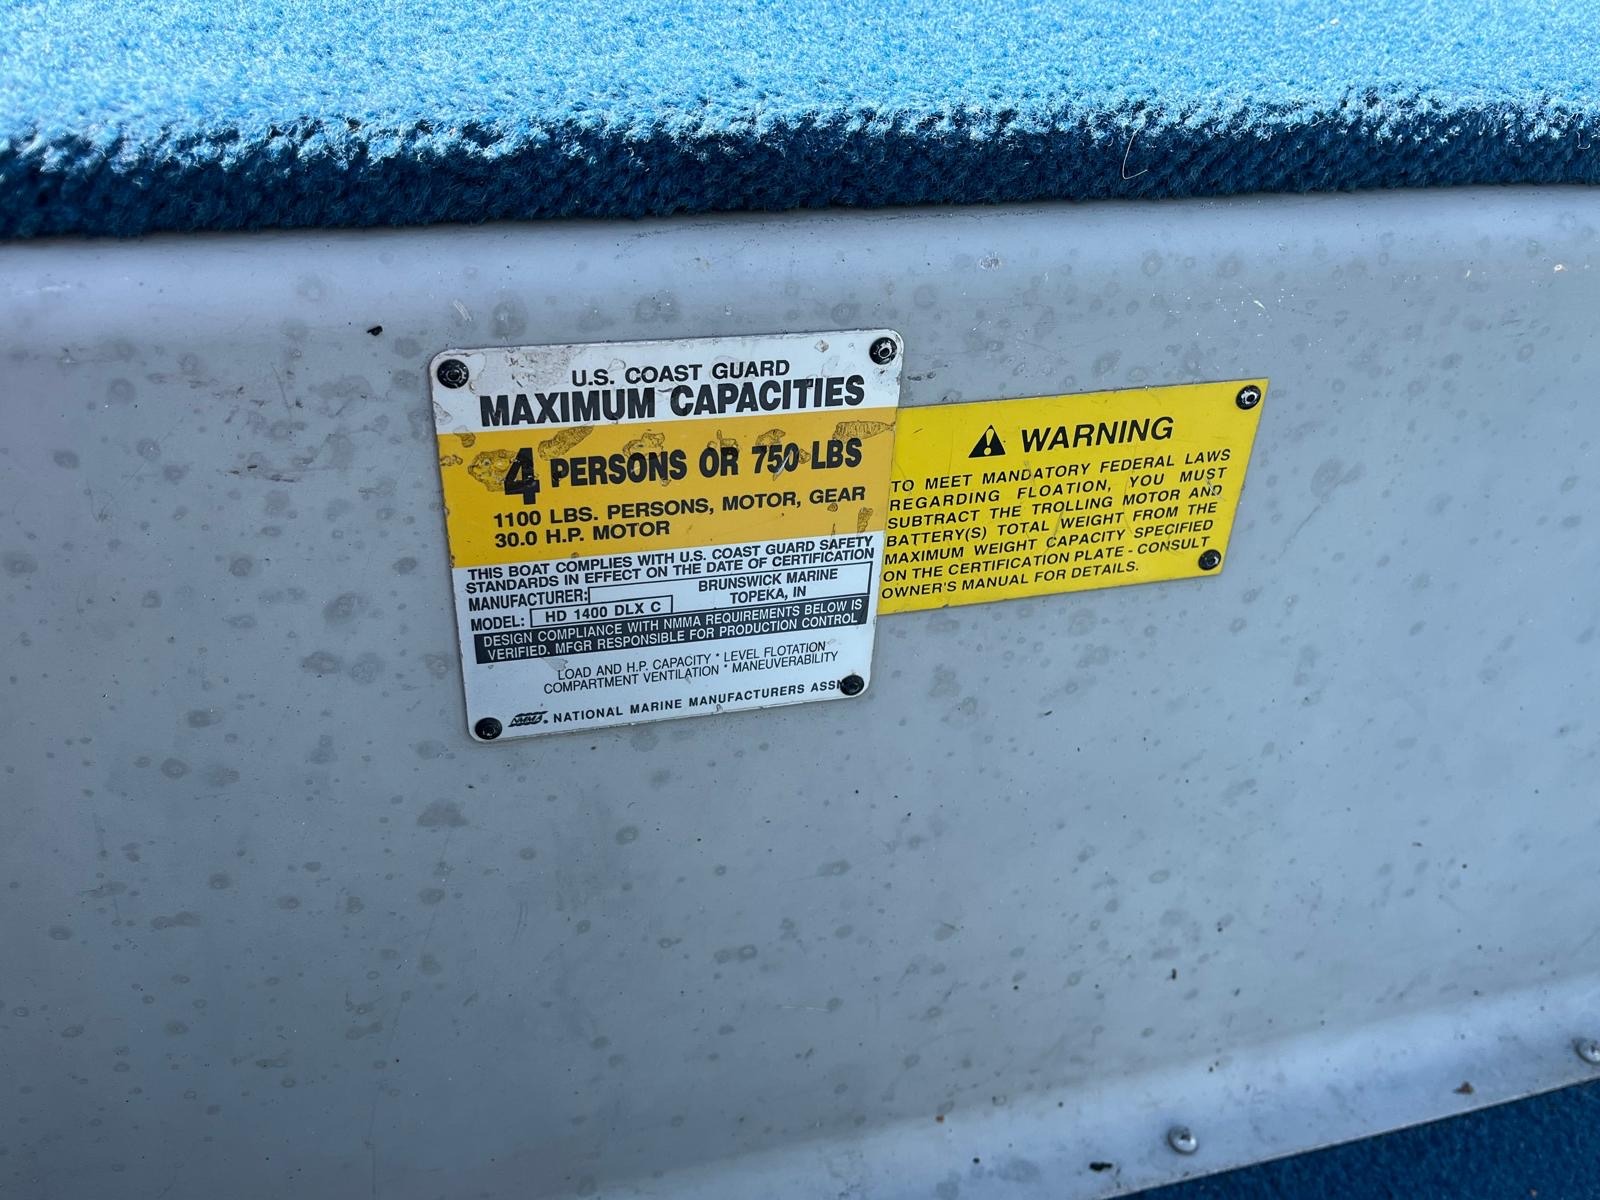 U.S. COAST GUARD
MAXIMUM CAPACITIES
4 PERSONS OR 750 LBS
1100 LBS. PERSONS, MOTOR, GEAR
30.0 H.P. MOTOR
THIS BOAT COMPLIES WITH U.S. COAST GUARD SAFETY
STANDARDS IN EFFECT ON THE DATE OF CERTIFICATION
MANUFACTURER: BRUNSWICK MARINE
TOPEKA, IN
MODEL: HD 1400 DLX C
DESIGN COMPLIANCE WITH NMMA REQUIREMENTS BELOW IS
VERIFIED. MFGR RESPONSIBLE FOR PRODUCTION CONTROL
LOAD AND H.P. CAPACITY * LEVEL FLOTATION
COMPARTMENT VENTILATION * MANEUVERABILITY
NMMA® NATIONAL MARINE MANUFACTURERS ASSN
WARNING
TO MEET MANDATORY FEDERAL LAWS
REGARDING FLOATION, YOU MUST
SUBTRACT THE TROLLING MOTOR AND
BATTERY(S) TOTAL WEIGHT FROM THE
MAXIMUM WEIGHT CAPACITY SPECIFIED
ON THE CERTIFICATION PLATE - CONSULT
OWNER'S MANUAL FOR DETAILS.